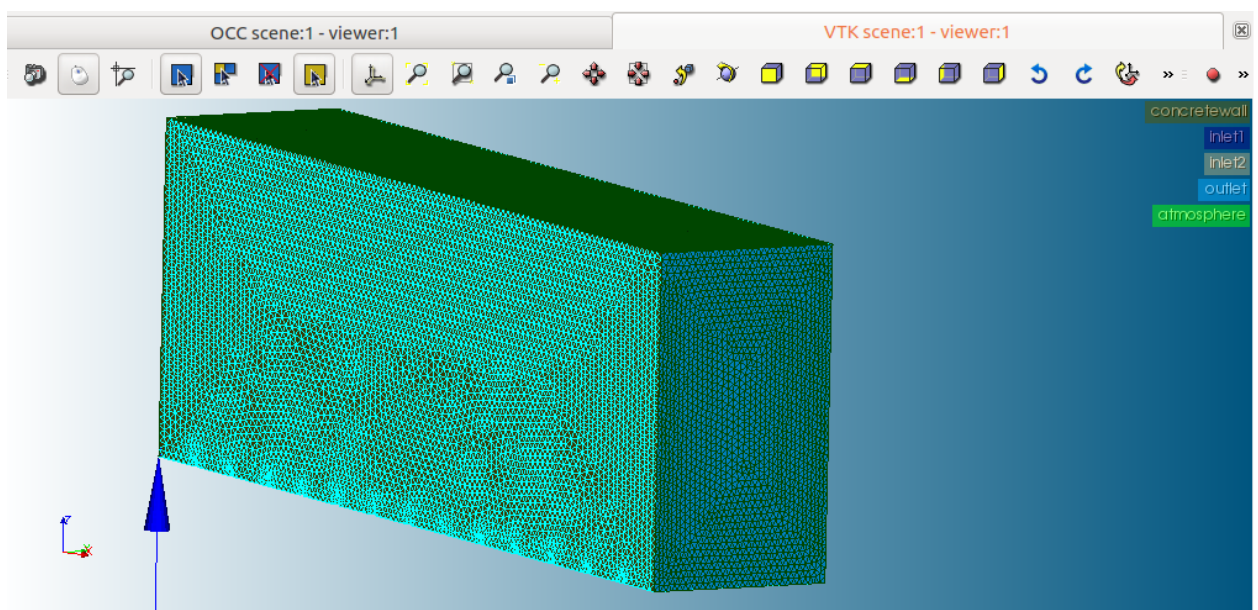 OCC scene:1 - viewer:1
VTK scene:1 - viewer:1
» »
concretewall
inlet1
inlet2
outlet
atmosphere
Z
X